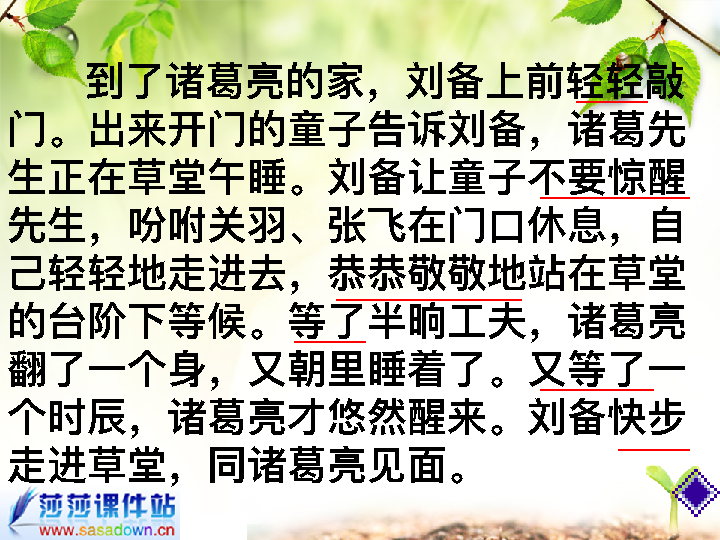 到了诸葛亮的家，刘备上前轻轻敲
门。出来开门的童子告诉刘备，诸葛先
生正在草堂午睡。刘备让童子不要惊醒
先生，吩咐关羽、张飞在门口休息，自
己轻轻地走进去，恭恭敬敬地站在草堂
的台阶下等候。等了半晌工夫，诸葛亮
翻了一个身，又朝里睡着了。又等了一
个时辰，诸葛亮才悠然醒来。刘备快步
走进草堂，同诸葛亮见面。
莎莎课件站
www.sasadown.cn